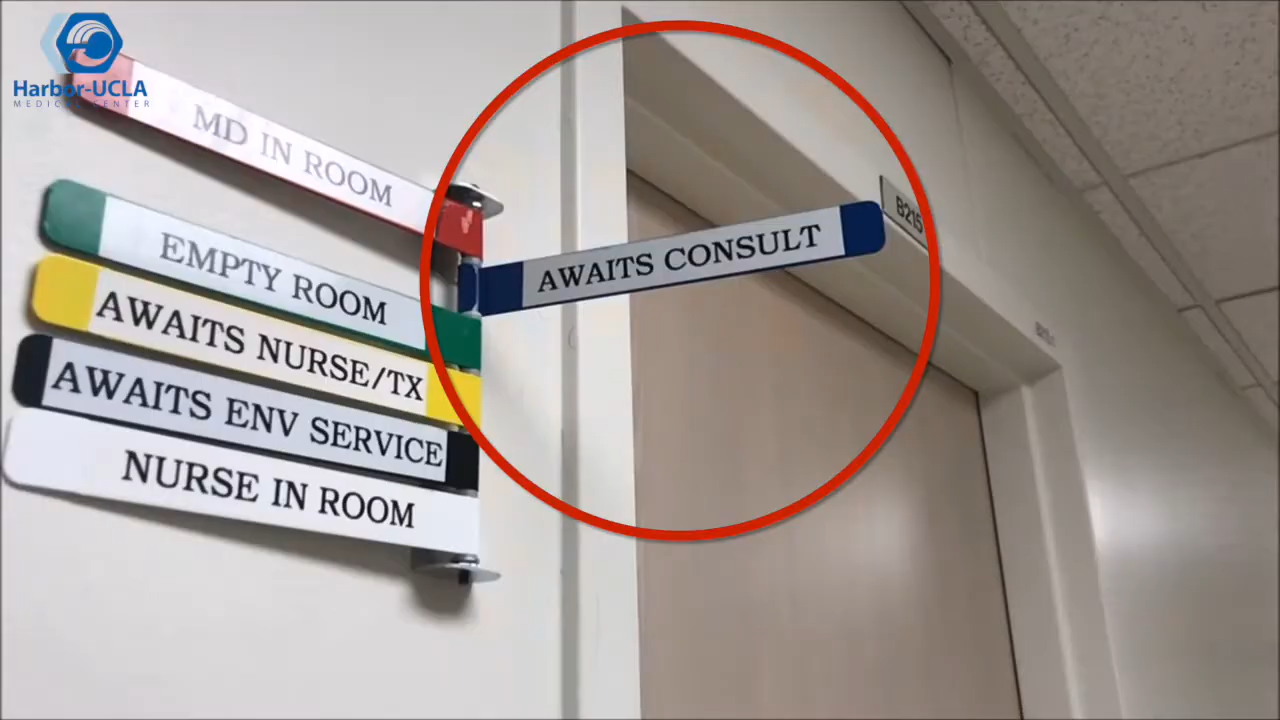 Harbor-UCLA
MEDICAL CENTER
MD IN ROOM
AWAITS CONSULT
B215
EMPTY ROOM
AWAITS NURSE/TX
AWAITS ENV SERVICE
NURSE IN ROOM